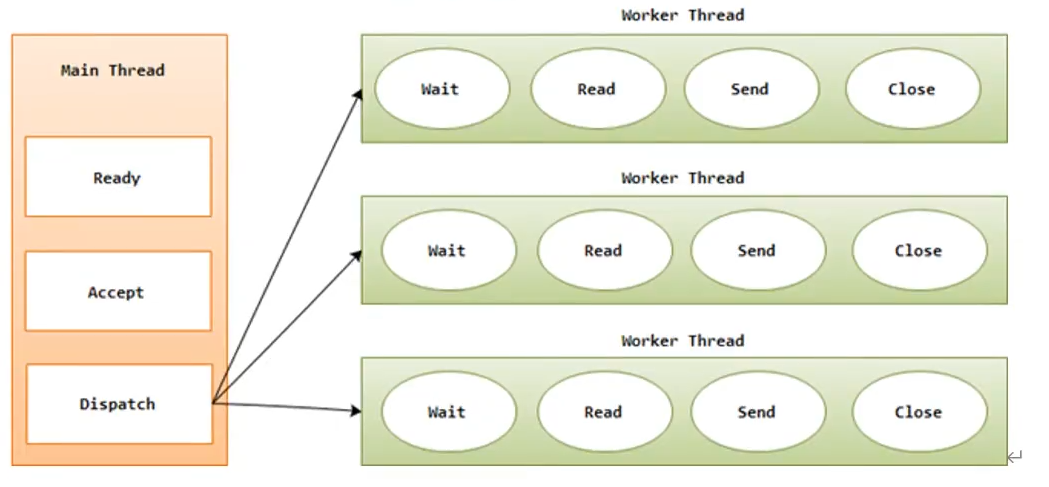 Main Thread
Ready
Accept
Dispatch
Worker Thread
Wait Read Send Close
Worker Thread
Wait Read Send Close
Worker Thread
Wait Read Send Close